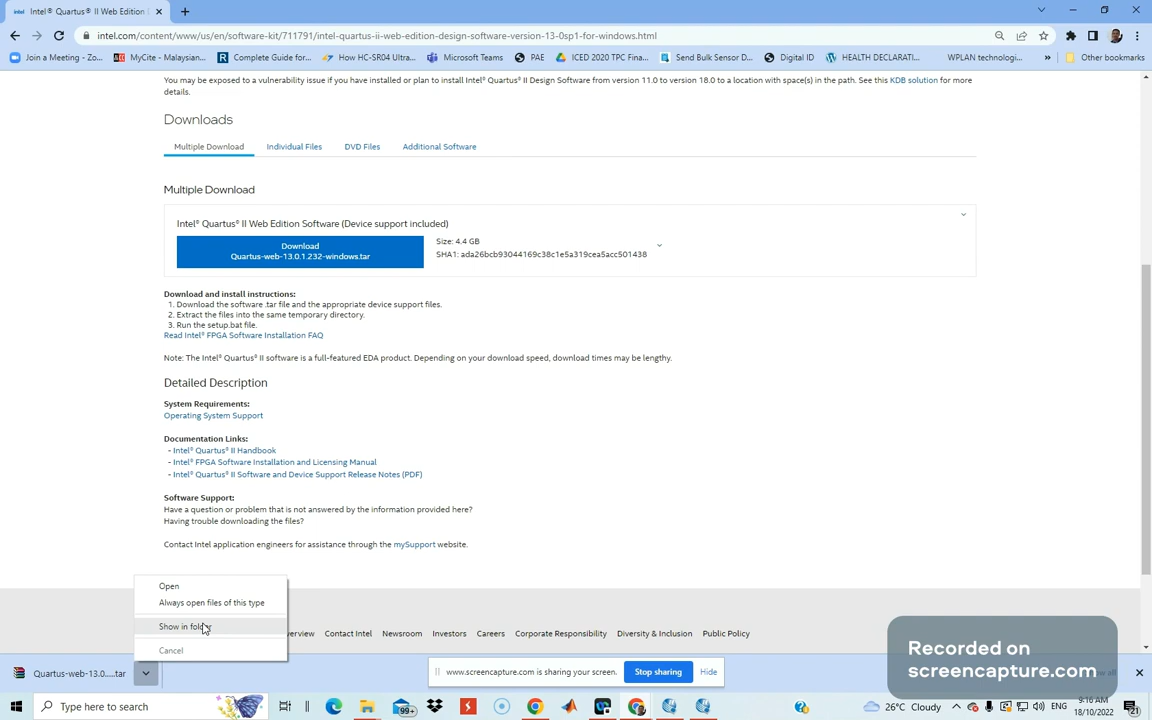 intel Intel® Quartus® II Web Edition
intel.com/content/www/us/en/software-kit/711791/intel-quartus-ii-web-edition-design-software-version-13-0sp1-for-windows.html
Join a Meeting - Zo... MyCite - Malaysian... Complete Guide for... How HC-SR04 Ultra... Microsoft Teams PAE ICED 2020 TPC Fina... Send Bulk Sensor D... Digital ID HEALTH DECLARATI... WPLAN technologi... » Other bookmarks
You may be exposed to a vulnerability issue if you have installed or plan to install Intel® Quartus® II Design Software from version 11.0 to version 18.0 to a location with space(s) in the path. See this KDB solution for more
details.
Downloads
Multiple Download Individual Files DVD Files Additional Software
Multiple Download
Intel® Quartus® II Web Edition Software (Device support included)
Download
Quartus-web-13.0.1.232-windows.tar
Size: 4.4 GB
SHA1: ada26bcb93044169c38c1e5a319cea5acc501438
Download and install instructions:
1. Download the software .tar file and the appropriate device support files.
2. Extract the files into the same temporary directory.
3. Run the setup.bat file.
Read Intel® FPGA Software Installation FAQ
Note: The Intel® Quartus® II software is a full-featured EDA product. Depending on your download speed, download times may be lengthy.
Detailed Description
System Requirements:
Operating System Support
Documentation Links:
- Intel® Quartus® II Handbook
- Intel® FPGA Software Installation and Licensing Manual
- Intel® Quartus® II Software and Device Support Release Notes (PDF)
Software Support:
Have a question or problem that is not answered by the information provided here?
Having trouble downloading the files?
Contact Intel application engineers for assistance through the mySupport website.
Open
Always open files of this type
Show in folder
Cancel
Contact Intel Newsroom Investors Careers Corporate Responsibility Diversity & Inclusion Public Policy
Recorded on
screencapture.com
Quartus-web-13.0....tar
www.screencapture.com is sharing your screen. Stop sharing Hide
Type here to search
99+
26°C Cloudy
9:16 AM
18/10/2022
21